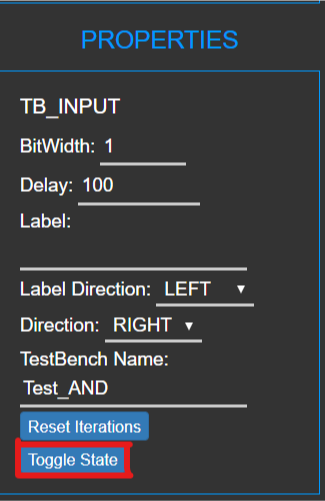 PROPERTIES
TB_INPUT
BitWidth: 1
Delay: 100
Label:
Label Direction: LEFT
Direction: RIGHT
TestBench Name:
Test_AND
Reset Iterations
Toggle State